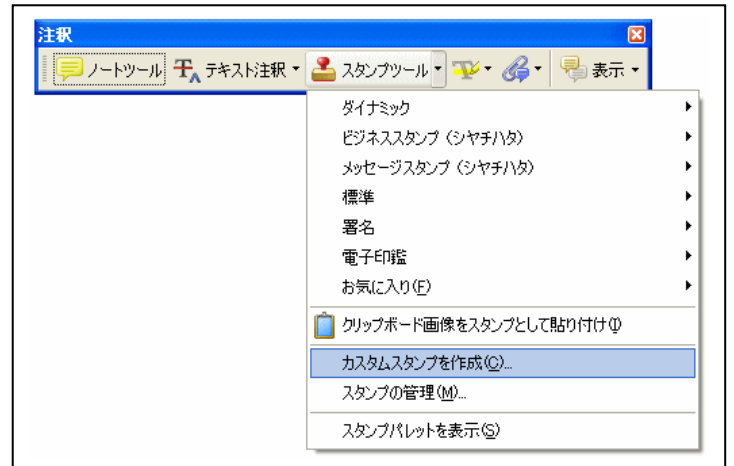 注釈
ノートツール テキスト注釈 スタンプツール 表示
ダイナミック
ビジネススタンプ (シヤチハタ)
メッセージスタンプ (シヤチハタ)
標準
署名
電子印鑑
お気に入り(F)
クリップボード画像をスタンプとして貼り付け(I)
カスタムスタンプを作成(C)...
スタンプの管理(M)...
スタンプパレットを表示(S)